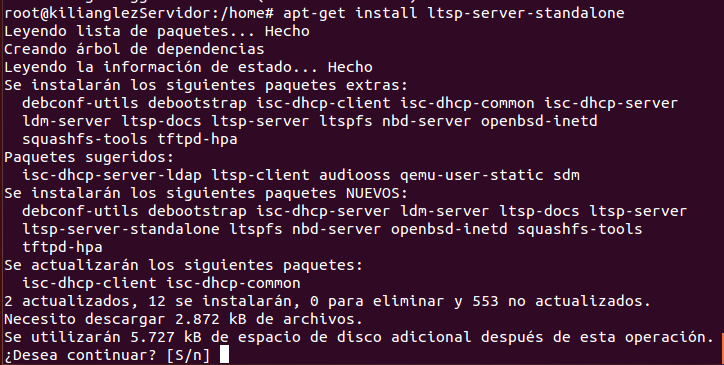 root@kilianglezServidor:/home# apt-get install ltsp-server-standalone
Leyendo lista de paquetes... Hecho
Creando árbol de dependencias
Leyendo la información de estado... Hecho
Se instalarán los siguientes paquetes extras:
  debconf-utils debootstrap isc-dhcp-client isc-dhcp-common isc-dhcp-server
  ldm-server ltsp-docs ltsp-server ltspfs nbd-server openbsd-inetd
  squashfs-tools tftpd-hpa
Paquetes sugeridos:
  isc-dhcp-server-ldap ltsp-client audiooss qemu-user-static sdm
Se instalarán los siguientes paquetes NUEVOS:
  debconf-utils debootstrap isc-dhcp-server ldm-server ltsp-docs ltsp-server
  ltsp-server-standalone ltspfs nbd-server openbsd-inetd squashfs-tools
  tftpd-hpa
Se actualizarán los siguientes paquetes:
  isc-dhcp-client isc-dhcp-common
2 actualizados, 12 se instalarán, 0 para eliminar y 553 no actualizados.
Necesito descargar 2.872 kB de archivos.
Se utilizarán 5.727 kB de espacio de disco adicional después de esta operación.
¿Desea continuar? [S/n]